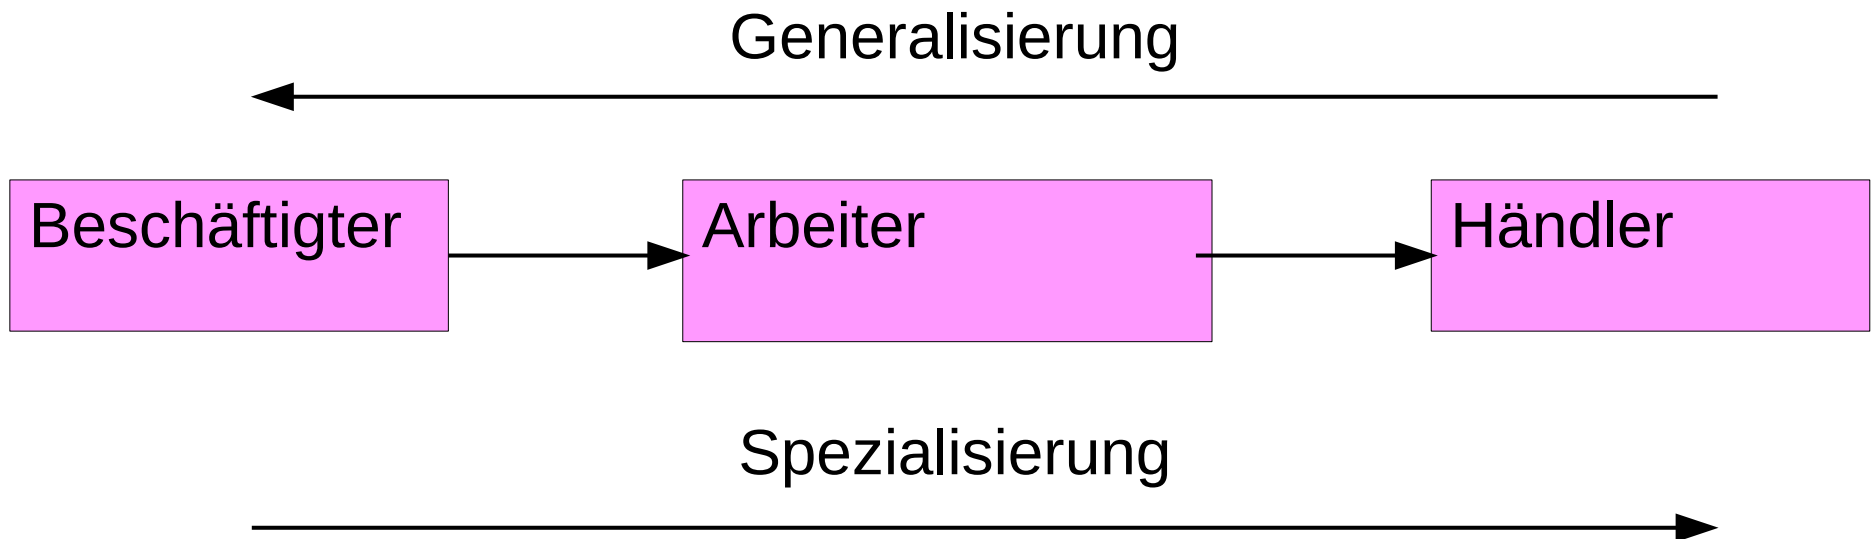 Generalisierung
Beschäftigter
Arbeiter
Händler
Spezialisierung